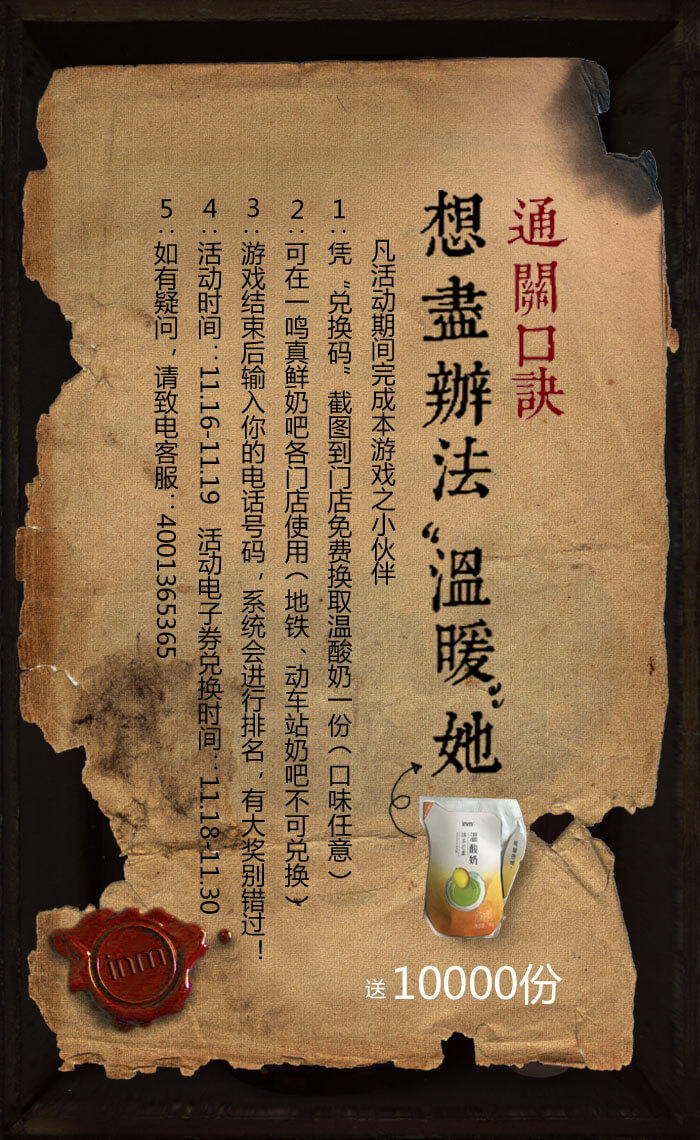 通關口訣
想盡辦法“溫暖”她
凡活动期间完成本游戏之小伙伴
1：凭“兑换码”截图到门店免费换取温酸奶一份（口味任意）
2：可在一鸣真鲜奶吧各门店使用（地铁、动车站奶吧不可兑换）
3：游戏结束后输入你的电话号码，系统会进行排名，有大奖别错过！
4：活动时间：11.16-11.19 活动电子券兑换时间：11.18-11.30
5：如有疑问，请致电客服：4001365365
inm
温酸奶
送 10000份
inm